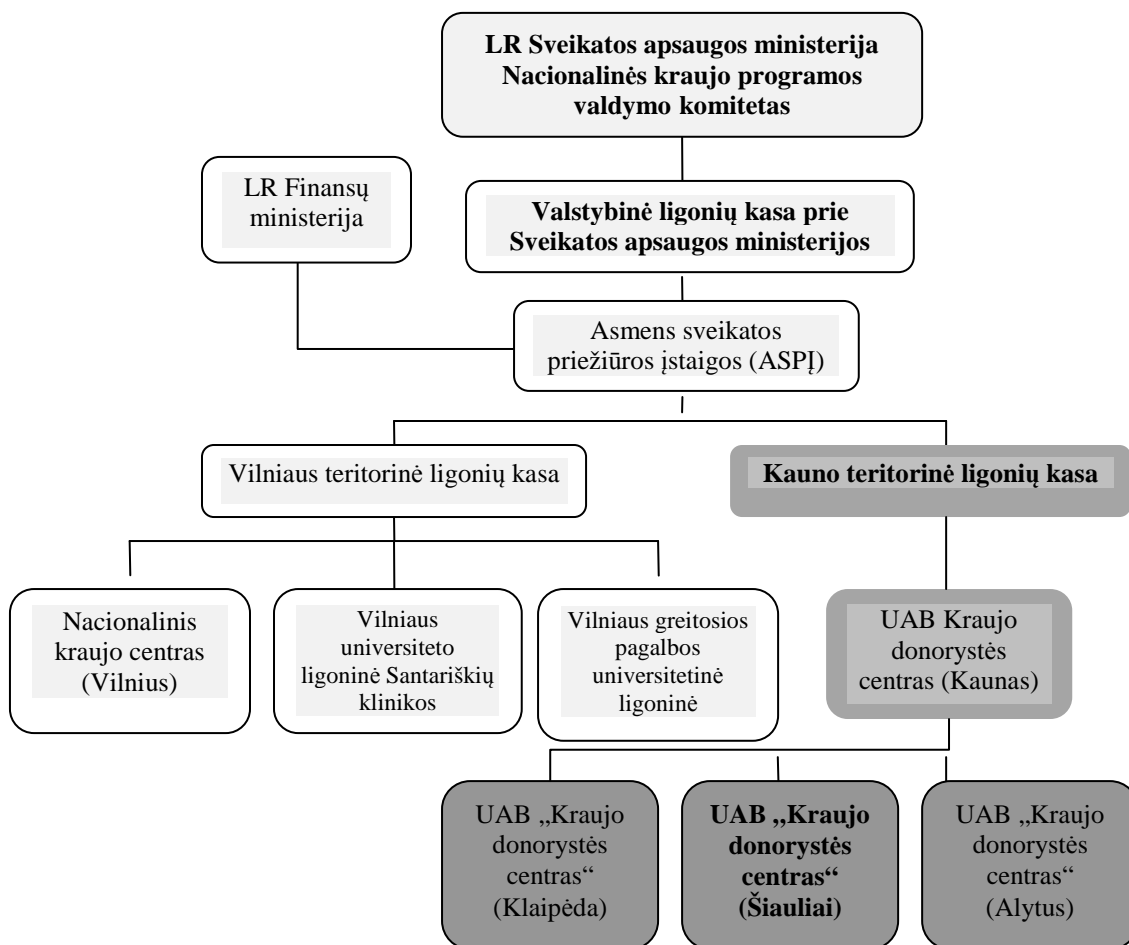 LR Sveikatos apsaugos ministerija
Nacionalinės kraujo programos
valdymo komitetas
LR Finansų
ministerija
Valstybinė ligonių kasa prie
Sveikatos apsaugos ministerijos
Asmens sveikatos
priežiūros įstaigos (ASPĮ)
Vilniaus teritorinė ligonių kasa
Kauno teritorinė ligonių kasa
Nacionalinis
kraujo centras
(Vilnius)
Vilniaus
universiteto
ligoninė Santariškių
klinikos
Vilniaus greitosios
pagalbos
universitetinė
ligoninė
UAB Kraujo
donorystės
centras (Kaunas)
UAB „Kraujo
donorystės
centras“
(Klaipėda)
UAB „Kraujo
donorystės
centras“
(Šiauliai)
UAB „Kraujo
donorystės
centras“
(Alytus)